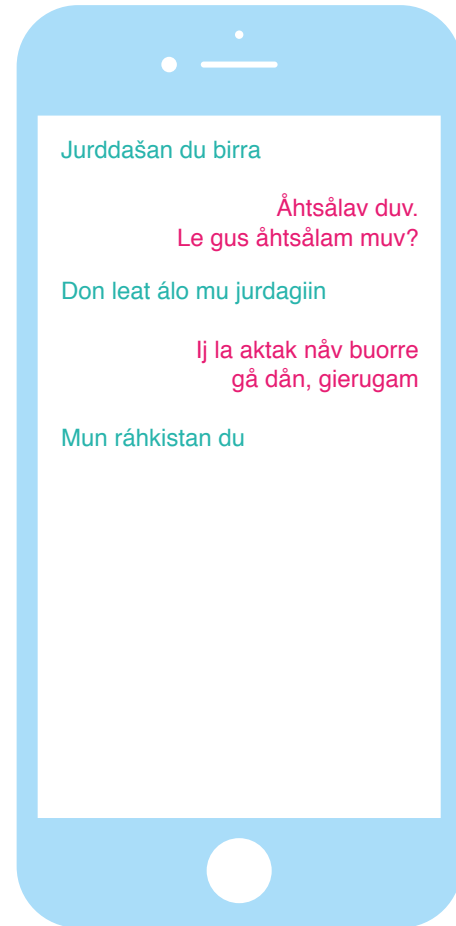 Jurddašan du birra
Åhtsålav duv.
Le gus åhtsålam muv?
Don leat álo mu jurdagiin
Ij la aktak nåv buorre
gå dån, gierugam
Mun ráhkistan du